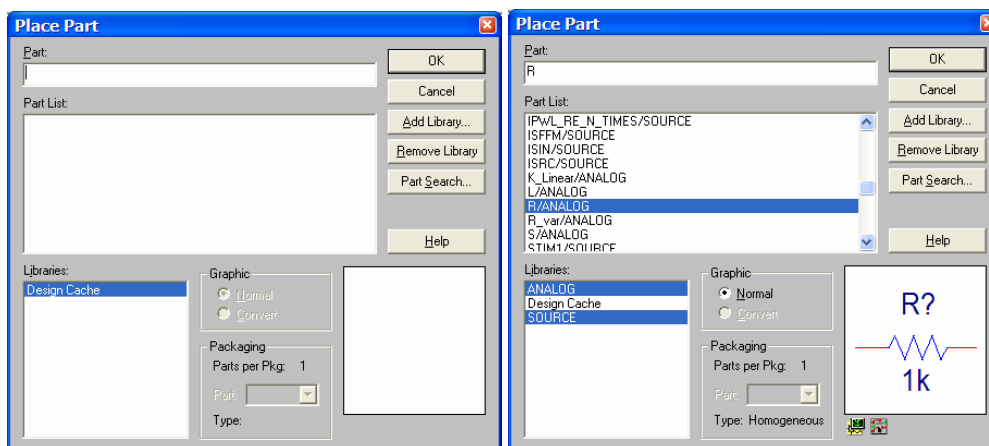 Place Part
Part:
OK
Cancel
Part List:
Add Library...
Remove Library
Part Search...
Help
Libraries:
Design Cache
Graphic
Normal
Convert
Packaging
Parts per Pkg: 1
Part:
Type:
Place Part
Part:
R
OK
Cancel
Part List:
IPWL_RE_N_TIMES/SOURCE
ISFFM/SOURCE
ISIN/SOURCE
ISRC/SOURCE
K_Linear/ANALOG
L/ANALOG
R/ANALOG
R_var/ANALOG
S/ANALOG
STIM1/SOURCE
Add Library...
Remove Library
Part Search...
Help
Libraries:
ANALOG
Design Cache
SOURCE
Graphic
Normal
Convert
Packaging
Parts per Pkg: 1
Part:
Type: Homogeneous
R?
1k